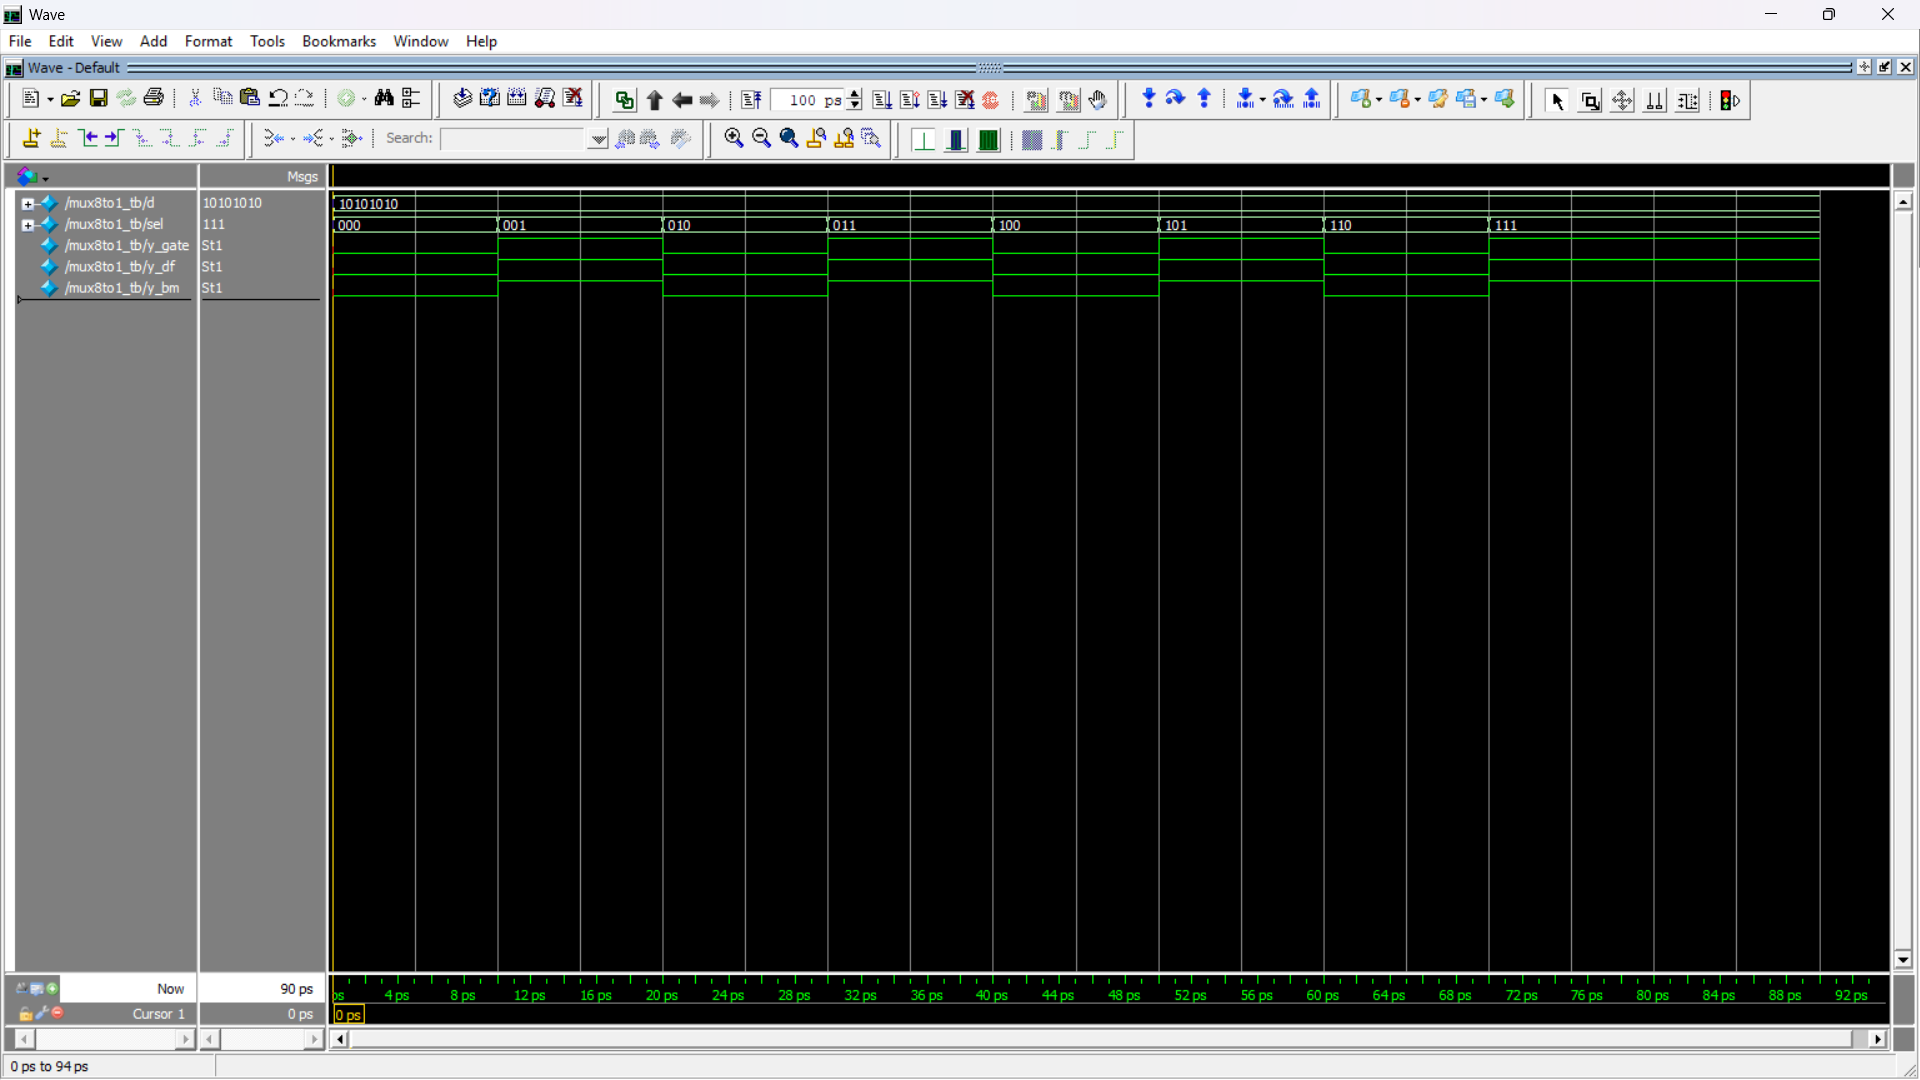 Wave
File Edit View Add Format Tools Bookmarks Window Help
Wave - Default
100 ps
Search:
Msgs
/mux8to1_tb/d 10101010 10101010
/mux8to1_tb/sel 111 000 001 010 011 100 101 110 111
/mux8to1_tb/y_gate St1
/mux8to1_tb/y_df St1
/mux8to1_tb/y_bm St1
Now 90 ps ps 4 ps 8 ps 12 ps 16 ps 20 ps 24 ps 28 ps 32 ps 36 ps 40 ps 44 ps 48 ps 52 ps 56 ps 60 ps 64 ps 68 ps 72 ps 76 ps 80 ps 84 ps 88 ps 92 ps
Cursor 1 0 ps 0 ps
0 ps to 94 ps